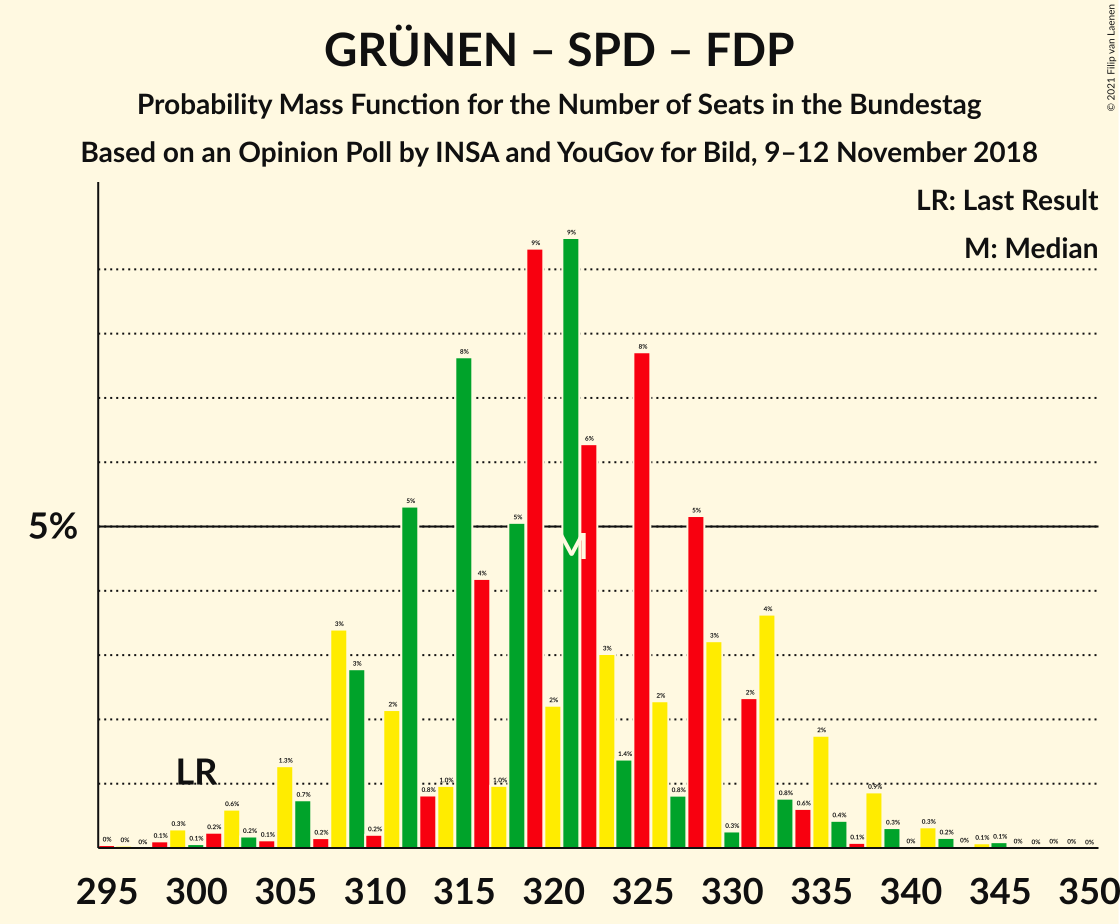 GRÜNEN – SPD – FDP
Probability Mass Function for the Number of Seats in the Bundestag
Based on an Opinion Poll by INSA and YouGov for Bild, 9–12 November 2018
© 2021 Filip van Laenen
LR: Last Result
M: Median
5%
LR
M
0% 0% 0% 0.1% 0.3% 0.1% 0.2% 0.6% 0.2% 0.1% 1.3% 0.7% 0.2% 3% 3% 0.2% 2% 5% 0.8% 1.0% 8% 4% 1.0% 5% 9% 2% 9% 6% 3% 1.4% 8% 2% 0.8% 5% 3% 0.3% 2% 4% 0.8% 0.6% 2% 0.4% 0.1% 0.9% 0.3% 0% 0.3% 0.2% 0% 0.1% 0.1% 0% 0% 0% 0% 0%
295 300 305 310 315 320 325 330 335 340 345 350